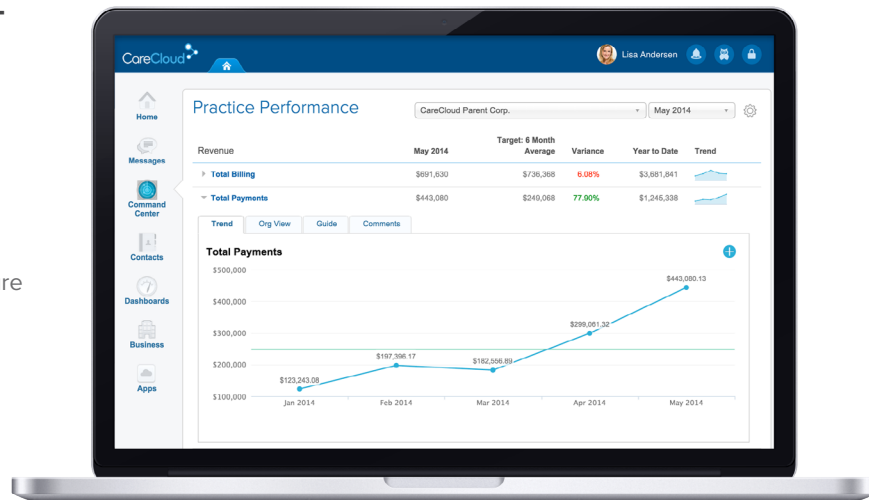 re
CareCloud
Lisa Andersen
Home
Messages
Command
Center
Contacts
Dashboards
Business
Apps
Practice Performance
CareCloud Parent Corp.
May 2014
Revenue May 2014 Target: 6 Month Average Variance Year to Date Trend
Total Billing $691,630 $736,368 6.08% $3,681,841
Total Payments $443,080 $249,068 77.90% $1,245,338
Trend Org View Guide Comments
Total Payments
$500,000
$443,080.13
$400,000
$299,061.32
$300,000
$197,396.17
$182,556.89
$200,000
$123,243.08
$100,000
Jan 2014 Feb 2014 Mar 2014 Apr 2014 May 2014